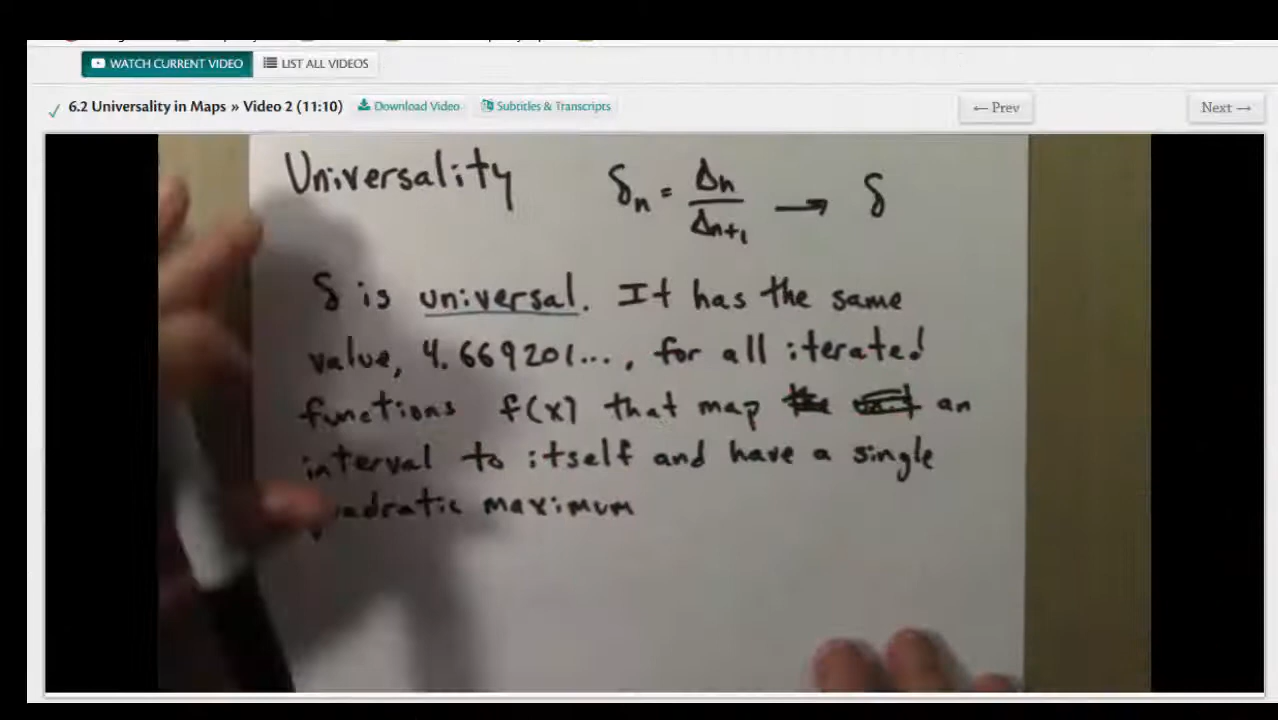 WATCH CURRENT VIDEO LIST ALL VIDEOS
6.2 Universality in Maps » Video 2 (11:10) Download Video Subtitles & Transcripts ← Prev Next →
Universality δn = Δn / Δn+1 → δ
δ is universal. It has the same
value, 4.669201..., for all iterated
functions f(x) that map an
interval to itself and have a single
quadratic maximum